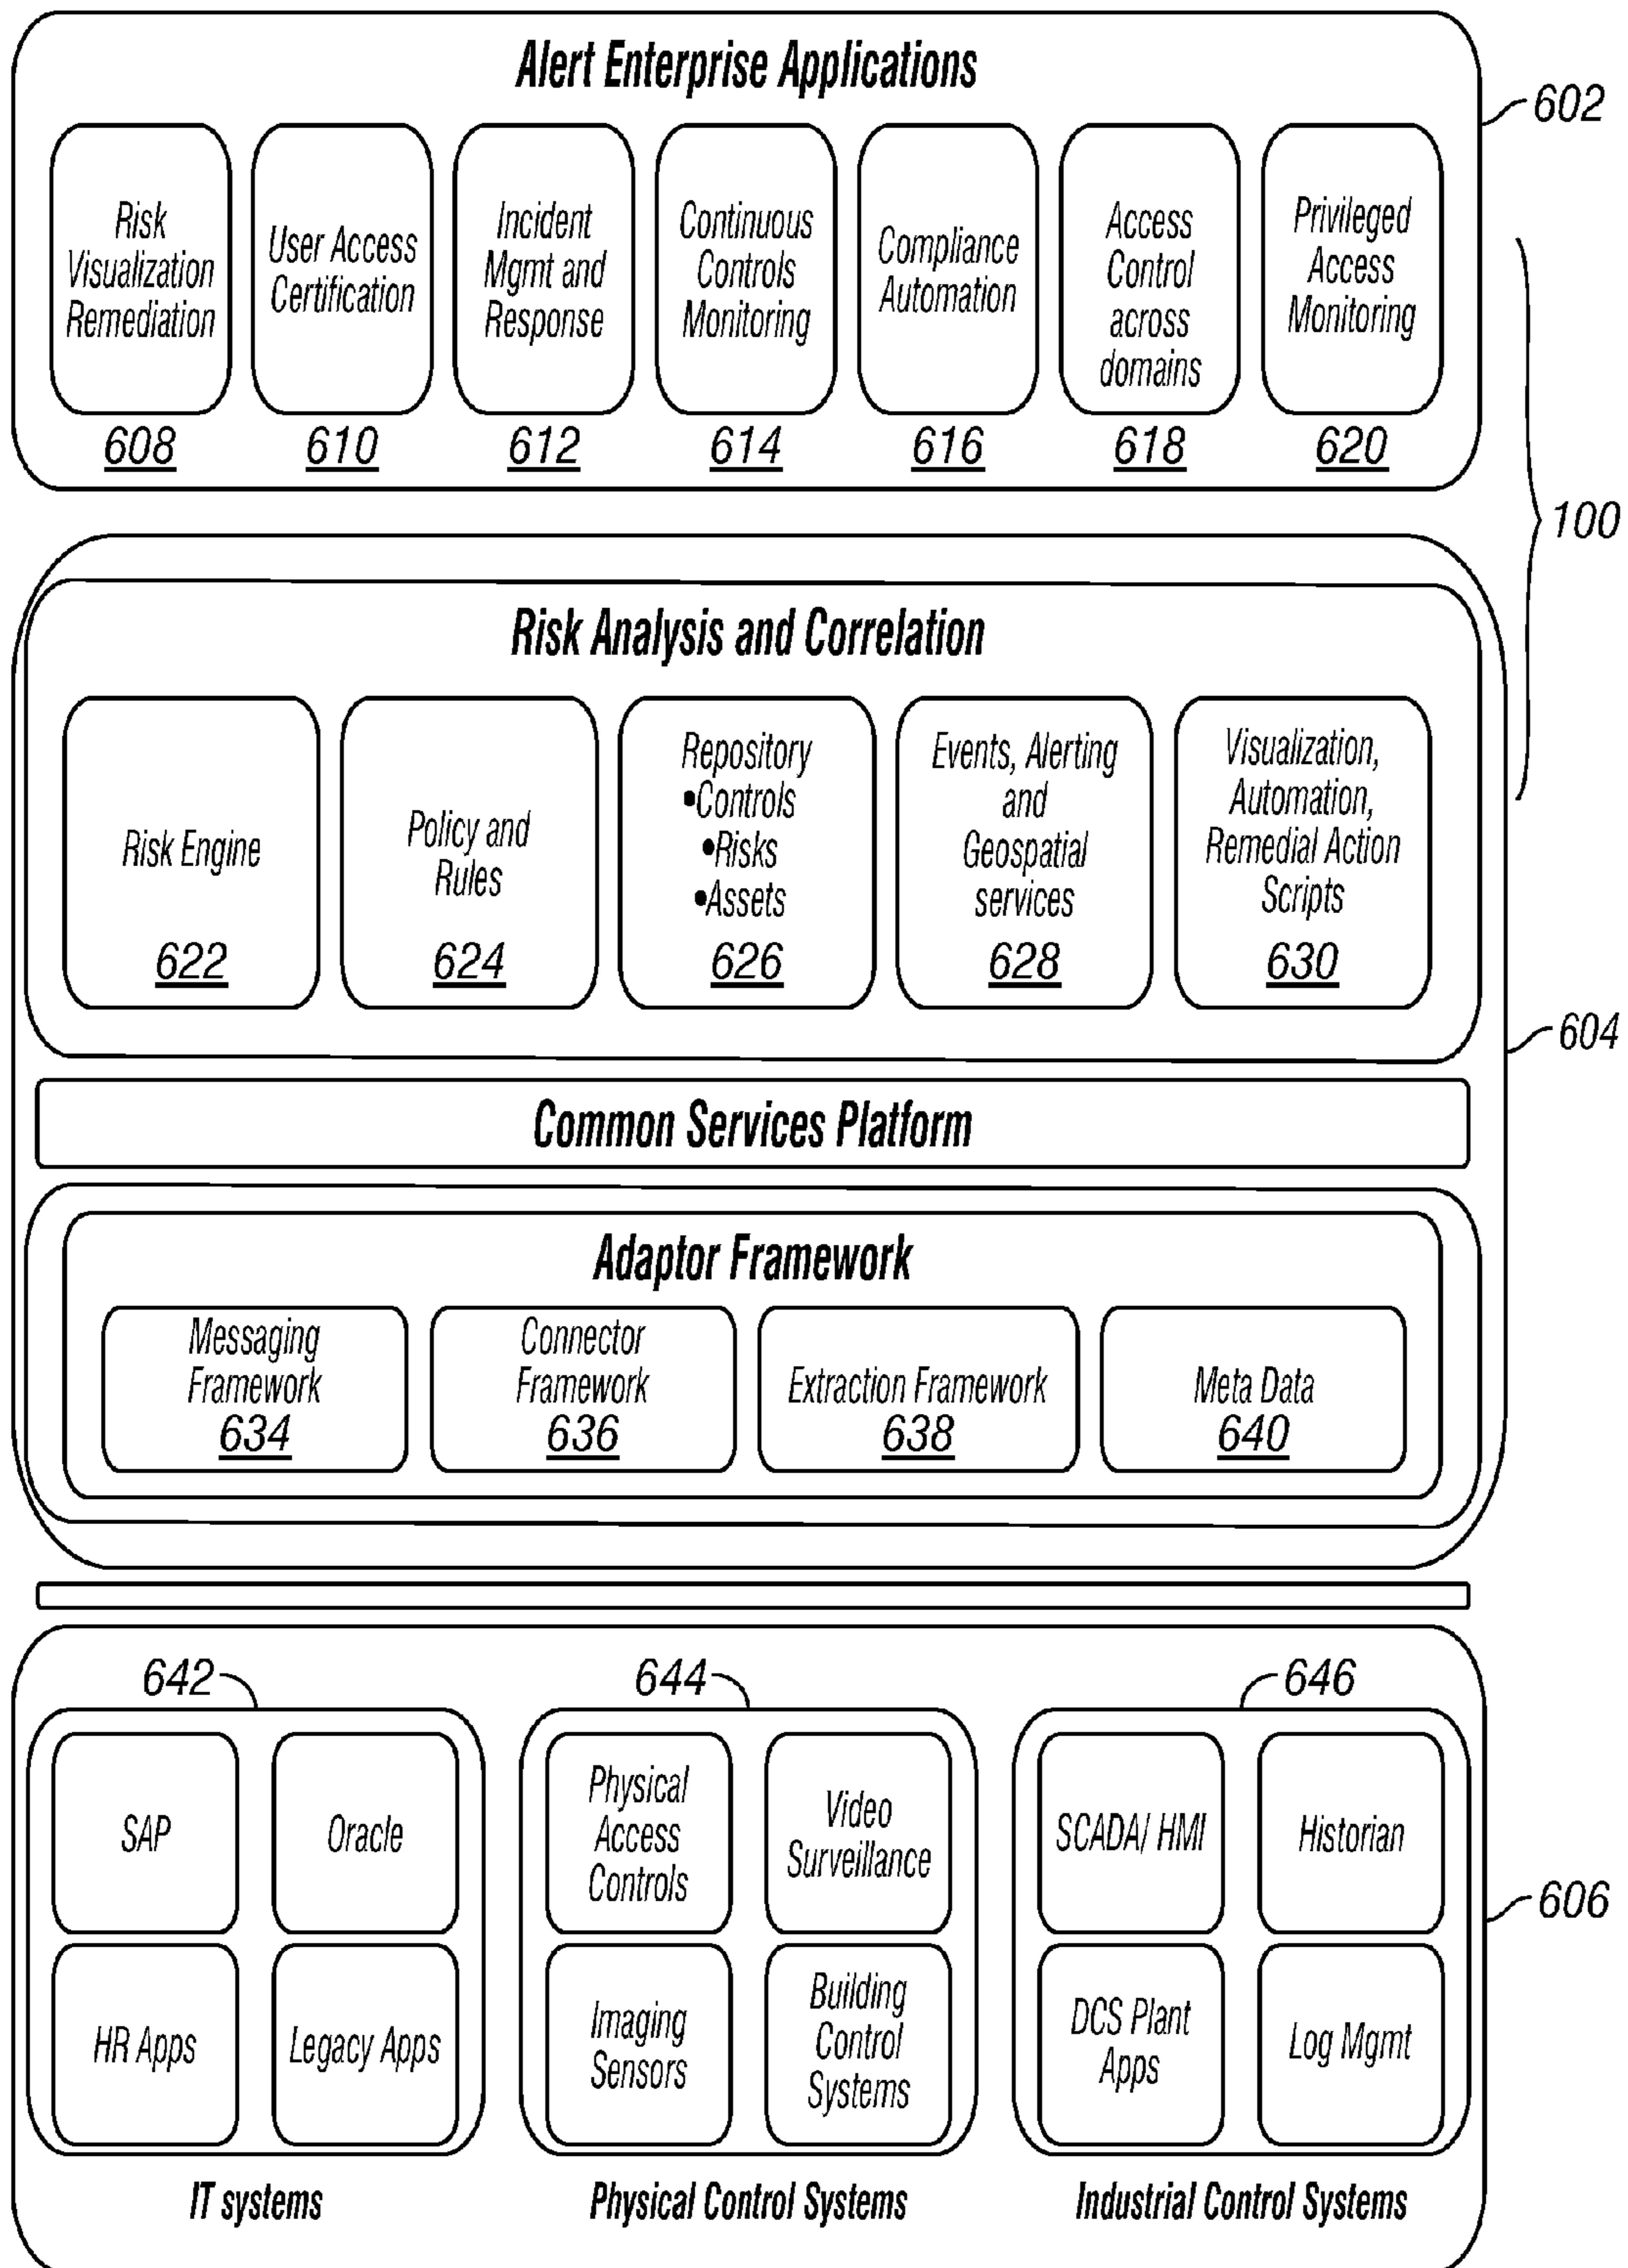 Alert Enterprise Applications
602
Risk
Visualization
Remediation
608
User Access
Certification
610
Incident
Mgmt and
Response
612
Continuous
Controls
Monitoring
614
Compliance
Automation
616
Access
Control
across
domains
618
Privileged
Access
Monitoring
620
100
Risk Analysis and Correlation
Risk Engine
622
Policy and
Rules
624
Repository
•Controls
•Risks
•Assets
626
Events, Alerting
and
Geospatial
services
628
Visualization,
Automation,
Remedial Action
Scripts
630
604
Common Services Platform
Adaptor Framework
Messaging
Framework
634
Connector
Framework
636
Extraction Framework
638
Meta Data
640
642
SAP
Oracle
HR Apps
Legacy Apps
IT systems
644
Physical
Access
Controls
Video
Surveillance
Imaging
Sensors
Building
Control
Systems
Physical Control Systems
646
SCADA/ HMI
Historian
DCS Plant
Apps
Log Mgmt
Industrial Control Systems
606